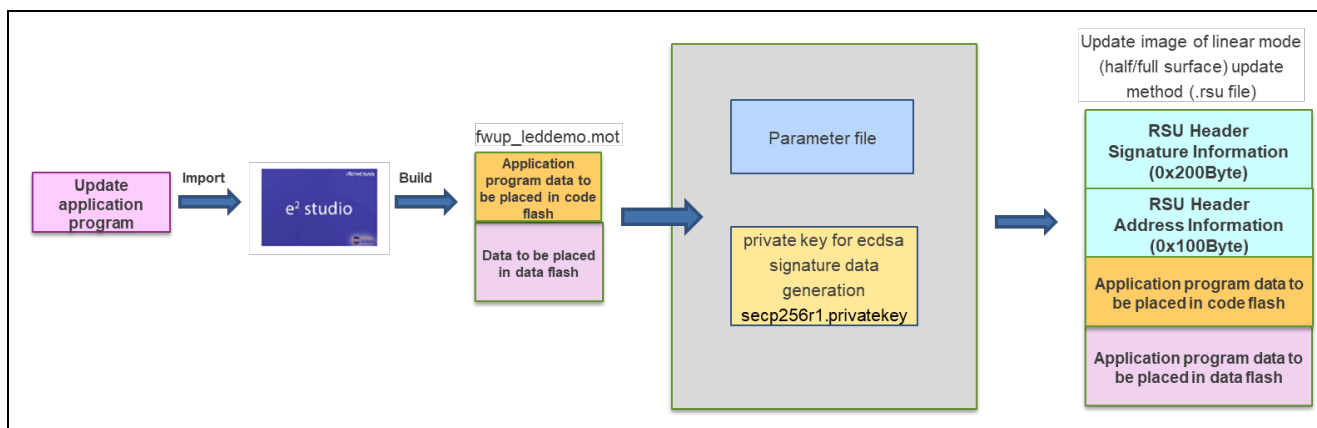 Update
application
program
Import
RENESAS
e² studio
Build
fwup_leddemo.mot
Application
program data to
be placed in code
flash
Data to be placed
in data flash
Parameter file
private key for ecdsa
signature data
generation
secp256r1.privatekey
Update image of linear mode
(half/full surface) update
method (.rsu file)
RSU Header
Signature Information
(0x200Byte)
RSU Header
Address Information
(0x100Byte)
Application program data to
be placed in code flash
Application program data to
be placed in data flash